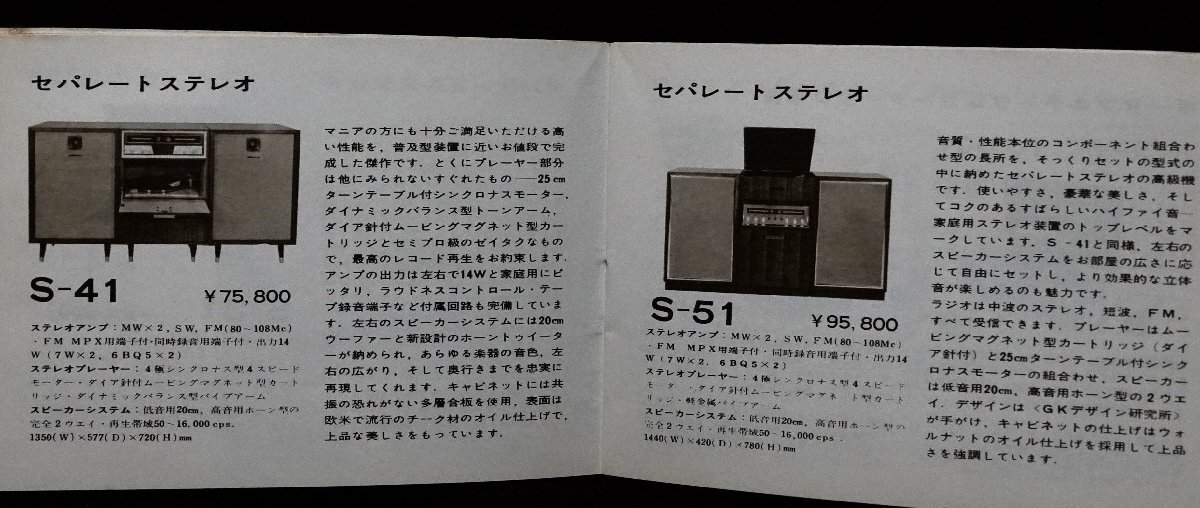 セパレートステレオ
S-41
¥75,800
ステレオアンプ：MW×2，SW，FM(80～108Mc)
・FM MPX用端子付・同時録音用端子付・出力14
W（7W×2，6BQ5×2）
ステレオプレーヤー：4極シンクロナス型4スピード
モーター・ダイア針付ムービングマグネット型カート
リッジ・ダイナミックバランス型パイプアーム
スピーカーシステム：低音用20cm，高音用ホーン型の
完全2ウェイ・再生帯域50～16,000cps．
1350(W)×577(D)×720(H)mm
マニアの方にも十分ご満足いただける高
い性能を，普及型装置に近いお値段で完
成した傑作です．とくにプレーヤー部分
は他にみられないすぐれたもの──25cm
ターンテーブル付シンクロナスモーター，
ダイナミックバランス型トーンアーム，
ダイア針付ムービングマグネット型カー
トリッジとセミプロ級のゼイタクなもの
で，最高のレコード再生をお約束します．
アンプの出力は左右で14Wと家庭用にピ
ッタリ，ラウドネスコントロール・テー
プ録音端子など付属回路も完備していま
す．左右のスピーカーシステムには20cm
ウーファーと新設計のホーントゥイータ
ーが納められ，あらゆる楽器の音色，左
右の広がり，そして奥行きまでを忠実に
再現してくれます．キャビネットには共
振の恐れがない多層合板を使用，表面は
欧米で流行のチーク材のオイル仕上げで，
上品な美しさをもっています．
セパレートステレオ
S-51
¥95,800
ステレオアンプ：MW×2，SW，FM(80～108Mc)
・FM MPX用端子付・同時録音用端子付・出力14
W（7W×2．6BQ5×2）
ステレオプレーヤー：4極シンクロナス型4スピード
モーター・ダイア針付ムービングマグネット型カート
リッジ・軽金属パイプアーム
スピーカーシステム：低音用20cm，高音用ホーン型の
完全2ウェイ・再生帯域50～16,000cps．
1440(W)×420(D)×780(H)mm
音質・性能本位のコンポーネント組合わ
せ型の長所を，そっくりセットの型式の
中に納めたセパレートステレオの高級機
です．使いやすさ，豪華な美しさ，そし
てコクのあるすばらしいハイファイ音─
家庭用ステレオ装置のトップレベルをマ
ークしています．S-41と同様，左右の
スピーカーシステムをお部屋の広さに応
じて自由にセットし，より効果的な立体
音が楽しめるのも魅力です．
ラジオは中波のステレオ，短波，FM，
すべて受信できます．プレーヤーはムー
ビングマグネット型カートリッジ（ダイ
ア針付）と25cmターンテーブル付シンク
ロナスモーターの組合わせ，スピーカー
は低音用20cm，高音用ホーン型の2ウエ
イ．デザインは〈GKデザイン研究所〉
が手がけ，キャビネットの仕上げはウォ
ルナットのオイル仕上げを採用して上品
さを強調しています．